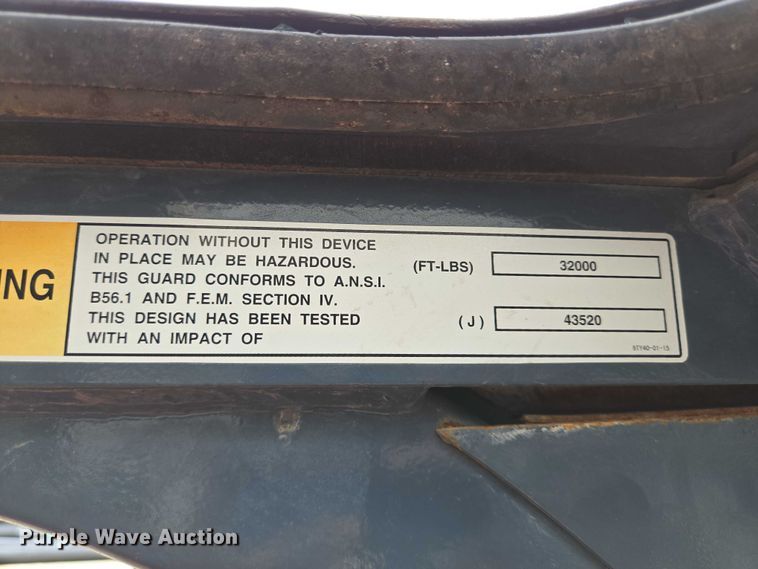 NING
OPERATION WITHOUT THIS DEVICE
IN PLACE MAY BE HAZARDOUS.
THIS GUARD CONFORMS TO A.N.S.I.
B56.1 AND F.E.M. SECTION IV.
THIS DESIGN HAS BEEN TESTED
WITH AN IMPACT OF
(FT-LBS) 32000
(J) 43520
Purple Wave Auction